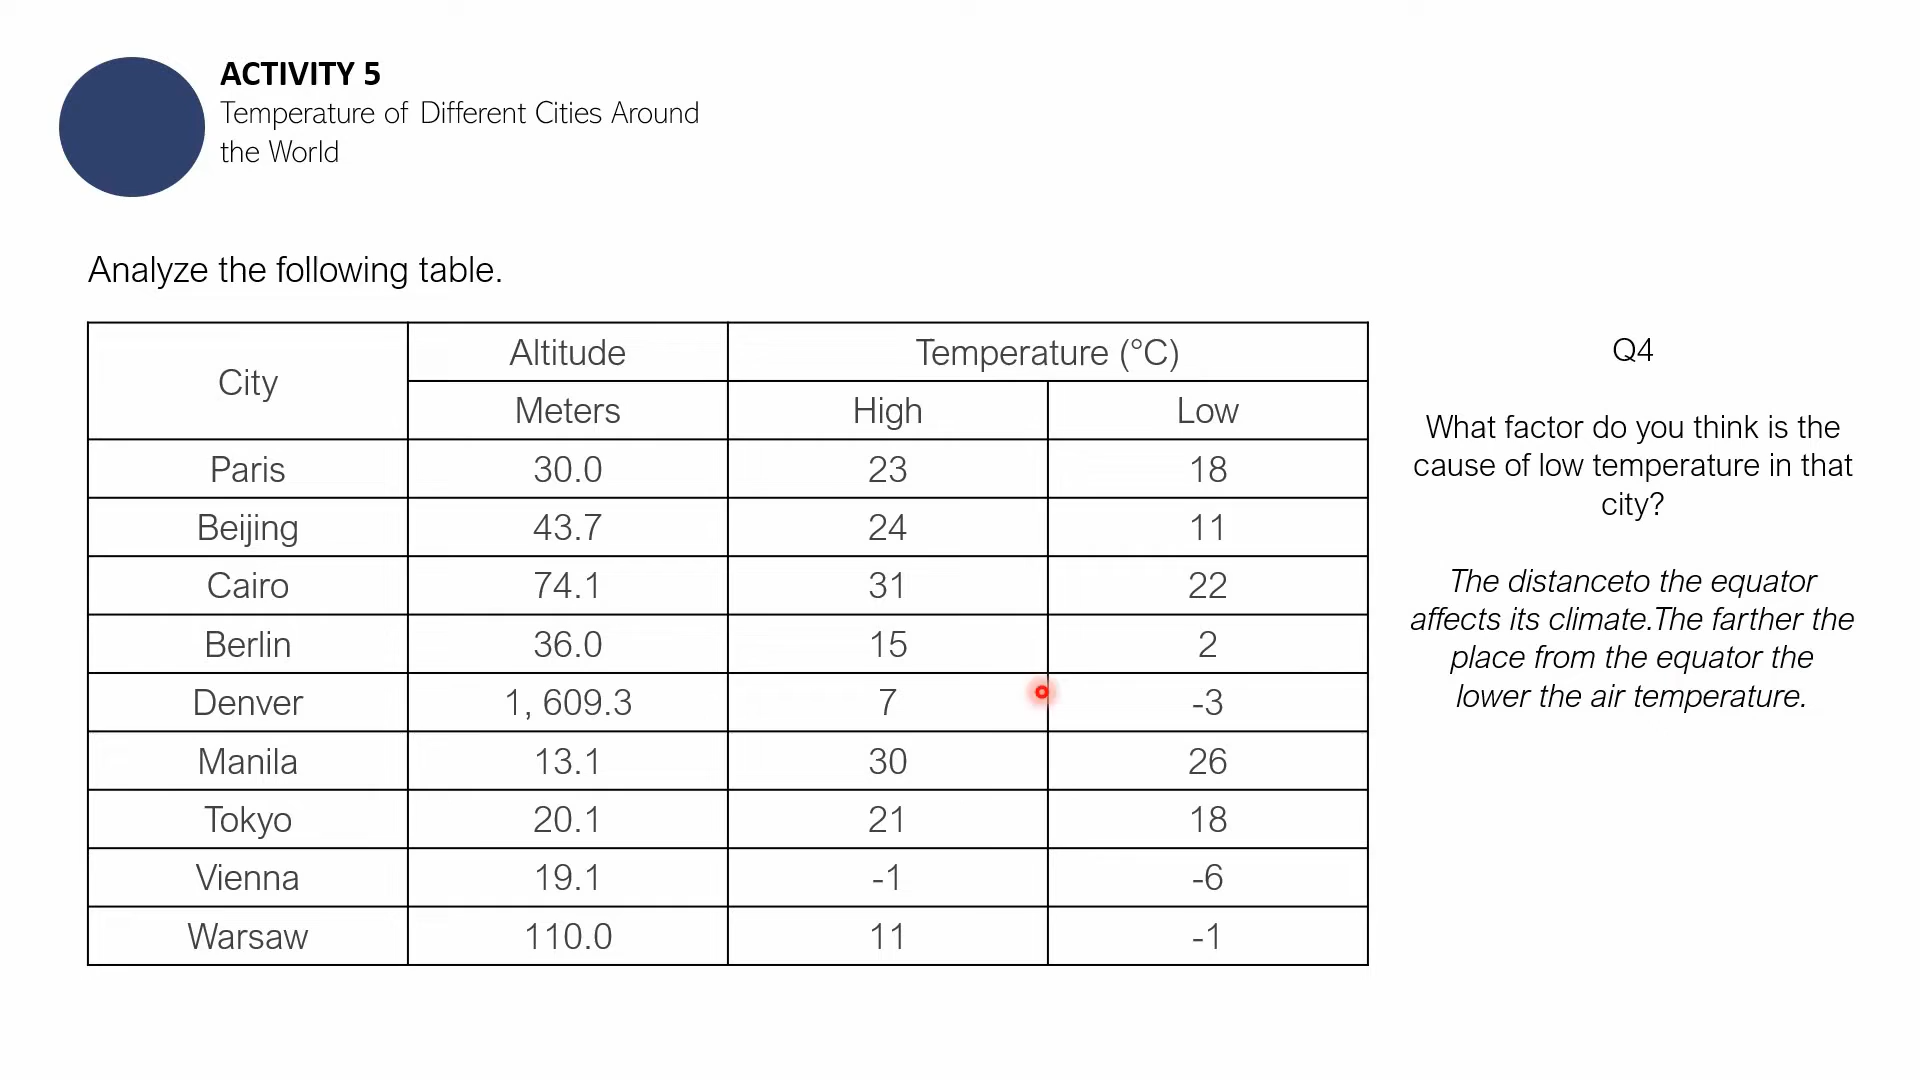 ACTIVITY 5
Temperature of Different Cities Around
the World
Analyze the following table.
City Altitude Temperature (°C)
Meters High Low
Paris 30.0 23 18
Beijing 43.7 24 11
Cairo 74.1 31 22
Berlin 36.0 15 2
Denver 1, 609.3 7 -3
Manila 13.1 30 26
Tokyo 20.1 21 18
Vienna 19.1 -1 -6
Warsaw 110.0 11 -1
Q4
What factor do you think is the
cause of low temperature in that
city?
The distanceto the equator
affects its climate.The farther the
place from the equator the
lower the air temperature.